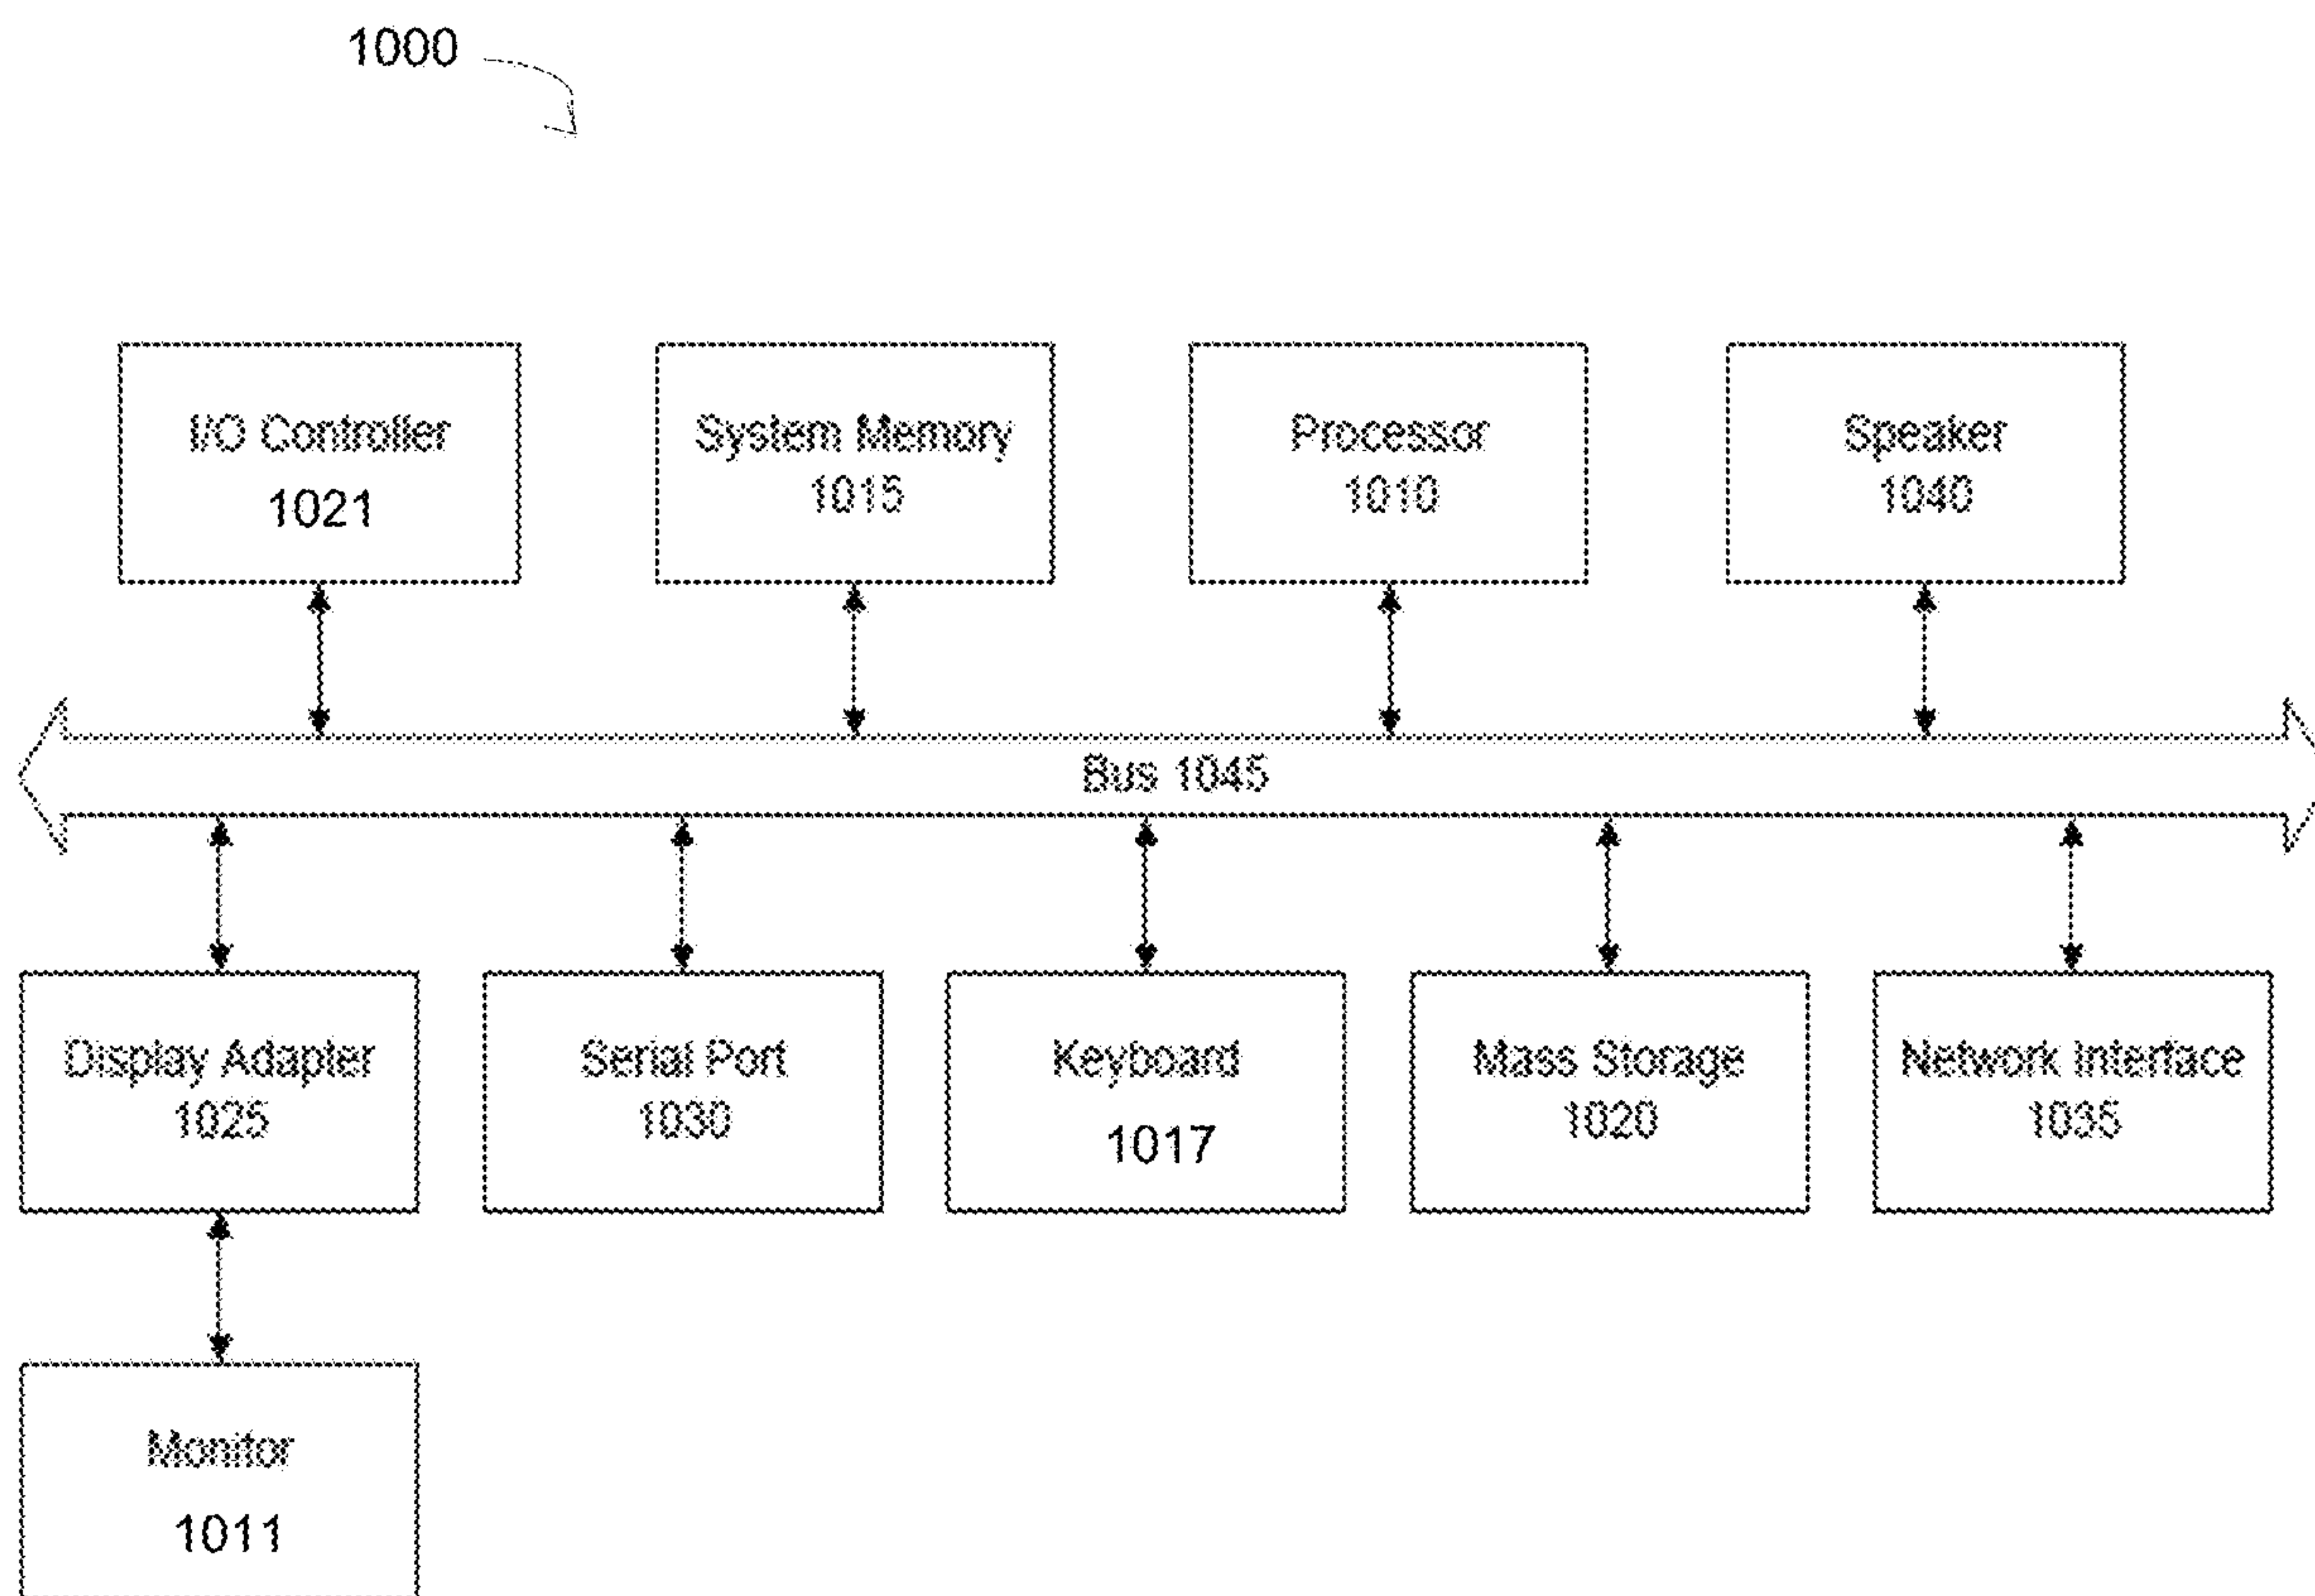 1000
I/O Controller
1021
System Memory
1015
Processor
1010
Speaker
1040
Bus 1045
Display Adapter
1025
Serial Port
1030
Keyboard
1017
Mass Storage
1020
Network Interface
1035
Monitor
1011